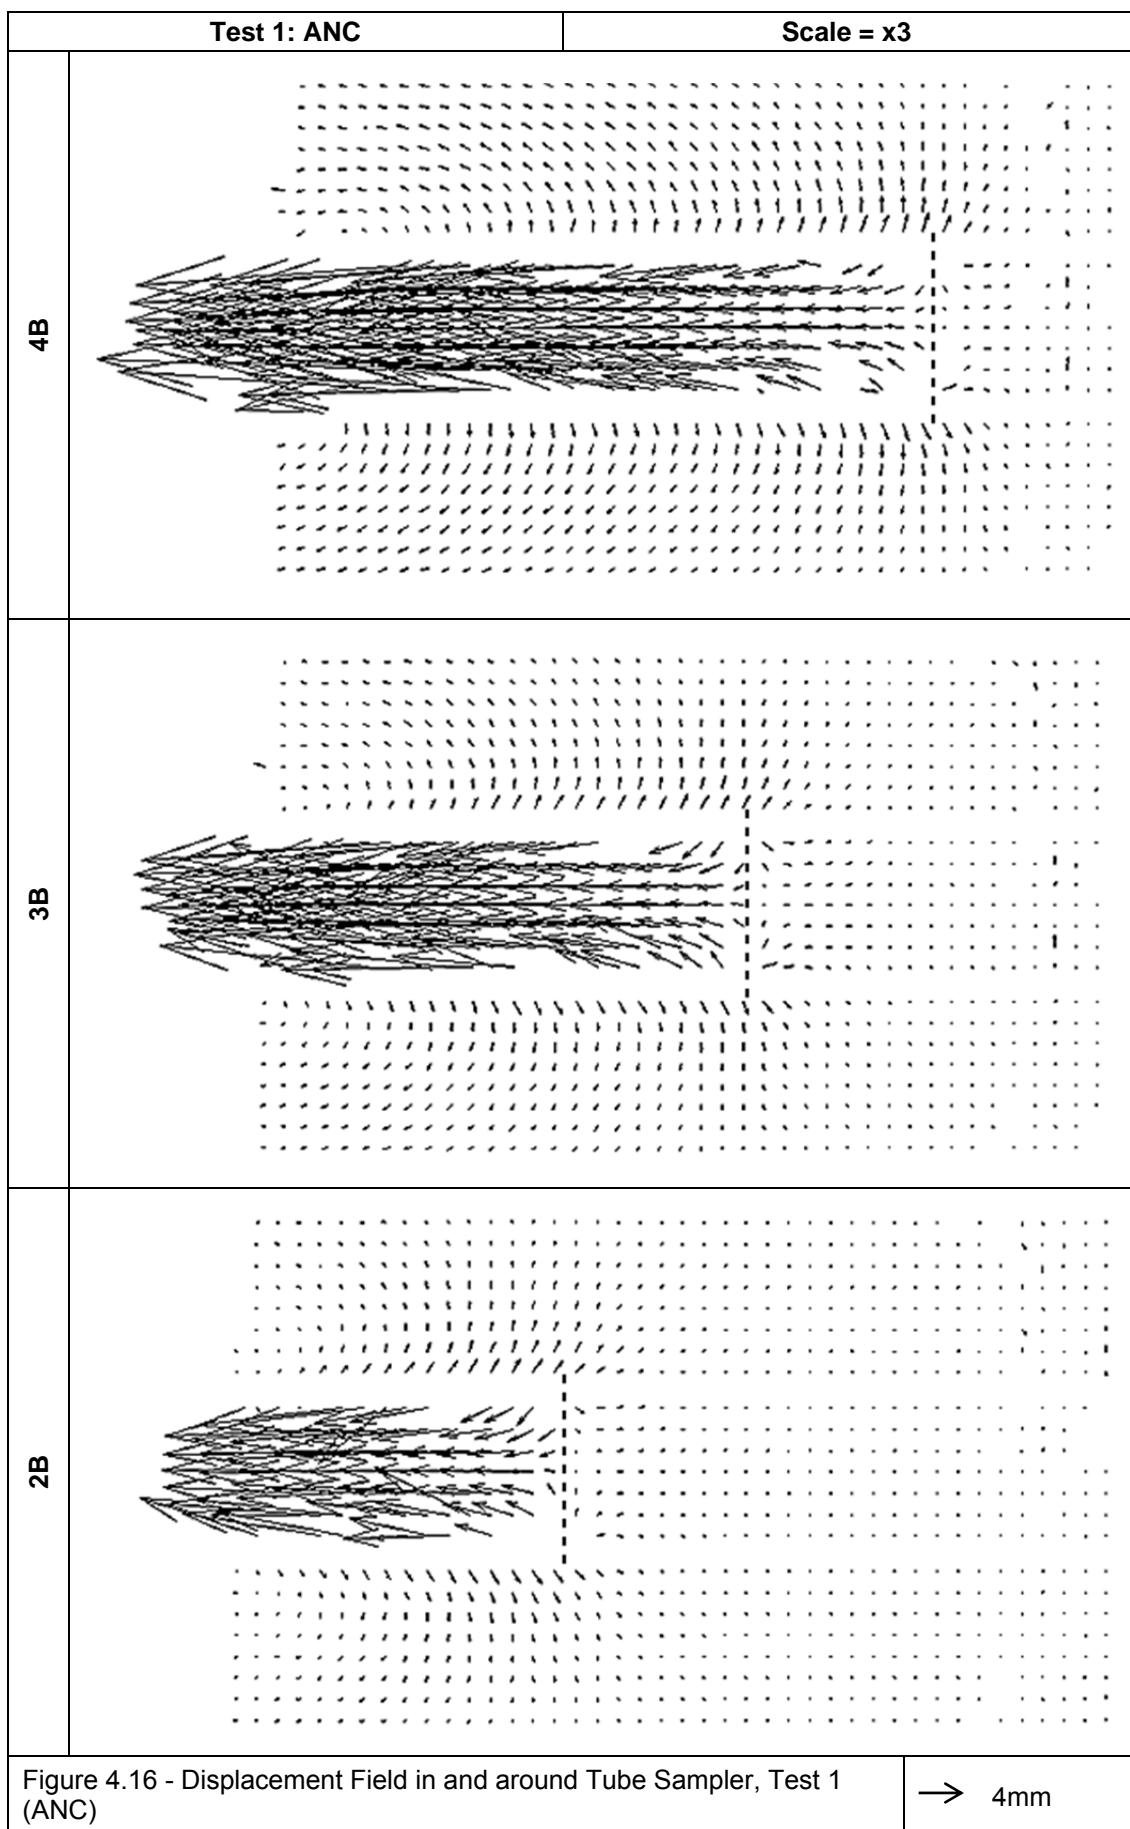 Test 1: ANC
Scale = x3
4B
3B
2B
Figure 4.16 - Displacement Field in and around Tube Sampler, Test 1
(ANC)
4mm